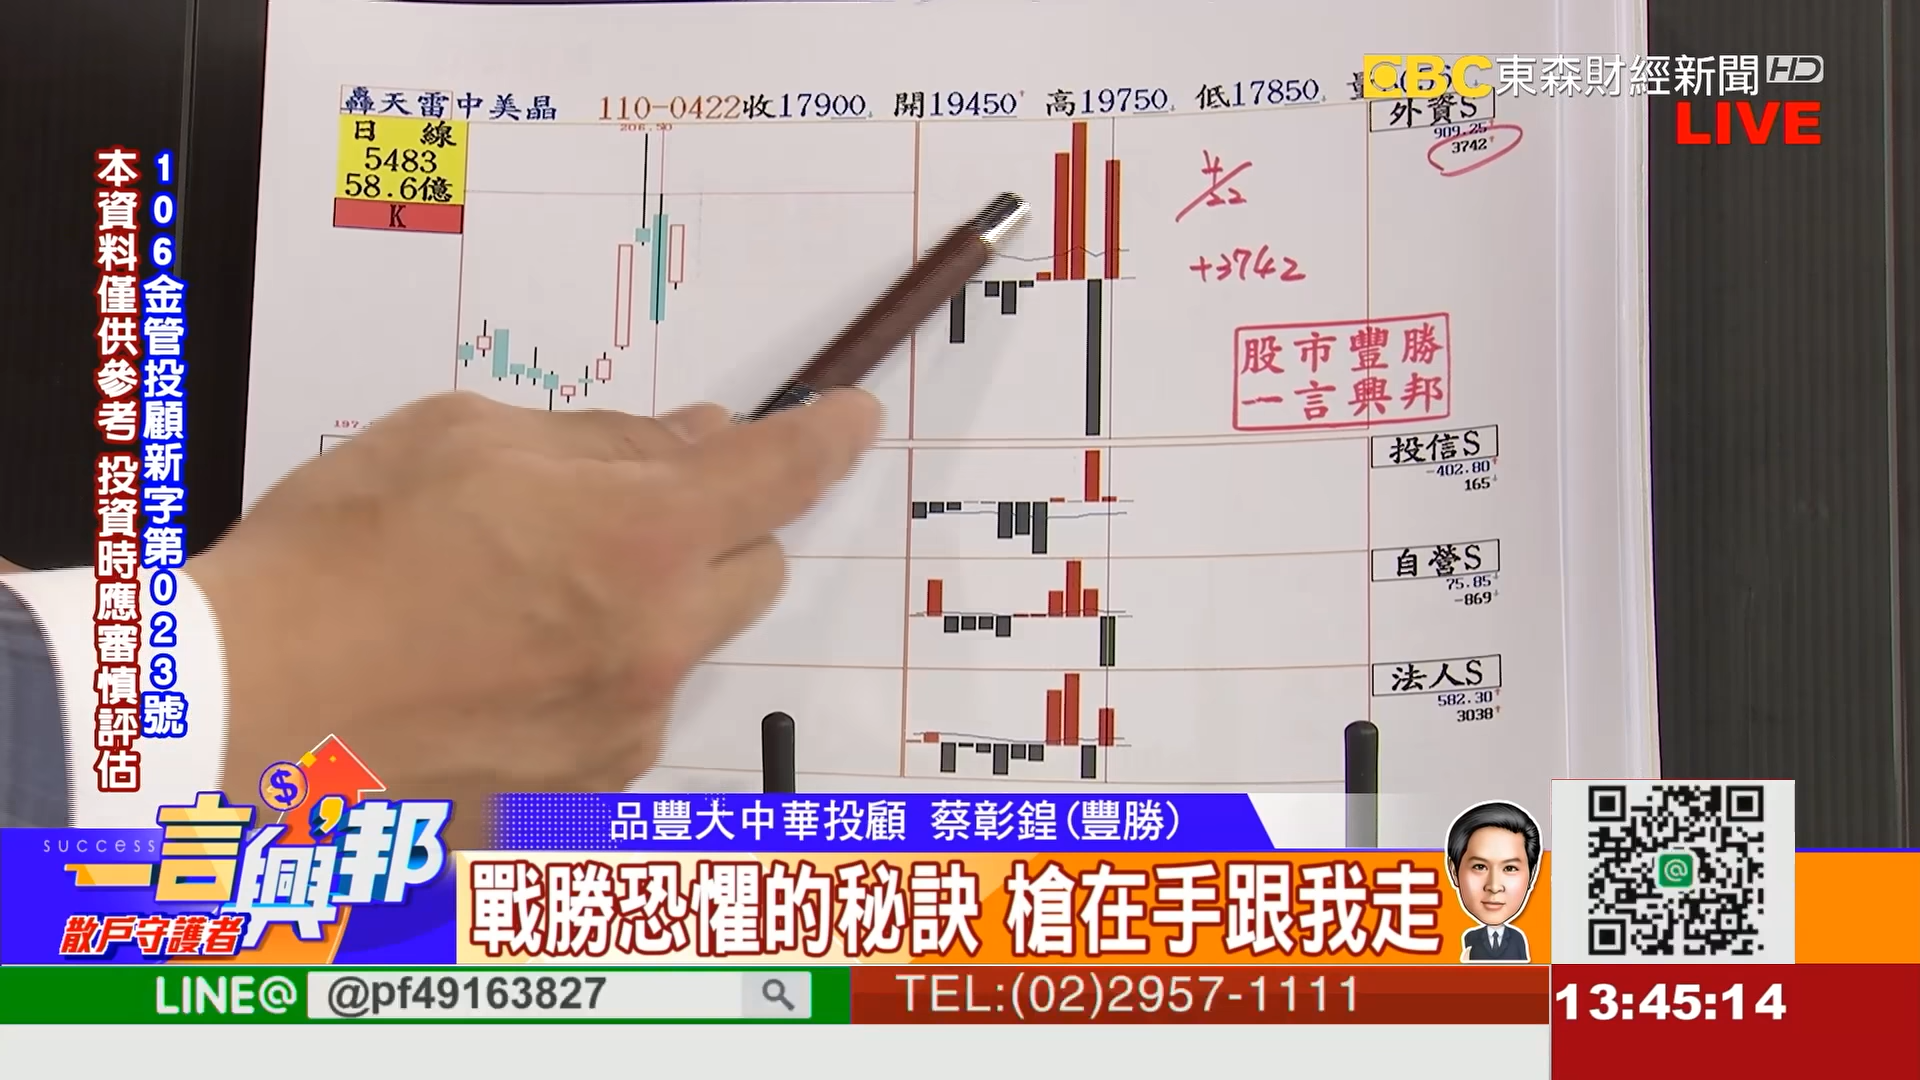 EBC 東森財經新聞 HD
LIVE
轟天雷中美晶 110-0422收17900 開19450 高19750 低17850
日 線
5483
58.6億
K
206.50
外資S
909.25
3742
4/22
+3742
股市豐勝
一言興邦
投信S
-402.80
165
自營S
75.85
-869
法人S
582.30
3038
106金管投顧新字第023號
本資料僅供參考 投資時應審慎評估
$
success
一言興邦
散戶守護者
品豐大中華投顧 蔡彰鍠(豐勝)
戰勝恐懼的秘訣 槍在手跟我走
LINE@ @pf49163827
TEL:(02)2957-1111
13:45:14